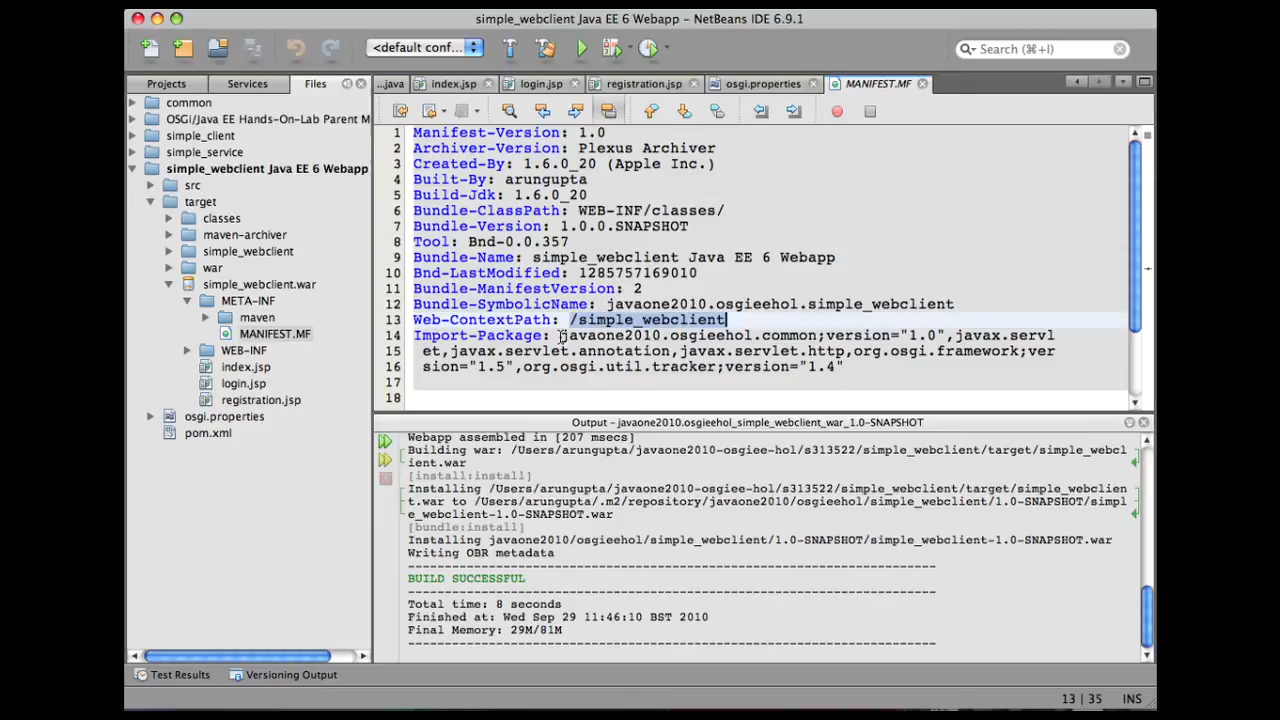 simple_webclient Java EE 6 Webapp – NetBeans IDE 6.9.1
<default conf...
Search (⌘+I)
Projects
Services
Files
...java
index.jsp
login.jsp
registration.jsp
osgi.properties
MANIFEST.MF
common
OSGi/Java EE Hands-On-Lab Parent M
simple_client
simple_service
simple_webclient Java EE 6 Webapp
src
target
classes
maven-archiver
simple_webclient
war
simple_webclient.war
META-INF
maven
MANIFEST.MF
WEB-INF
index.jsp
login.jsp
registration.jsp
osgi.properties
pom.xml
1 Manifest-Version: 1.0
2 Archiver-Version: Plexus Archiver
3 Created-By: 1.6.0_20 (Apple Inc.)
4 Built-By: arungupta
5 Build-Jdk: 1.6.0_20
6 Bundle-ClassPath: WEB-INF/classes/
7 Bundle-Version: 1.0.0.SNAPSHOT
8 Tool: Bnd-0.0.357
9 Bundle-Name: simple_webclient Java EE 6 Webapp
10 Bnd-LastModified: 1285757169010
11 Bundle-ManifestVersion: 2
12 Bundle-SymbolicName: javaone2010.osgieehol.simple_webclient
13 Web-ContextPath: /simple_webclient
14 Import-Package: javaone2010.osgieehol.common;version="1.0",javax.servl
15 et,javax.servlet.annotation,javax.servlet.http,org.osgi.framework;ver
16 sion="1.5",org.osgi.util.tracker;version="1.4"
17
18
Output – javaone2010.osgieehol_simple_webclient_war_1.0-SNAPSHOT
Webapp assembled in [207 msecs]
Building war: /Users/arungupta/javaone2010-osgiee-hol/s313522/simple_webclient/target/simple_webcl
ient.war
[install:install]
Installing /Users/arungupta/javaone2010-osgiee-hol/s313522/simple_webclient/target/simple_webclien
t.war to /Users/arungupta/.m2/repository/javaone2010/osgieehol/simple_webclient/1.0-SNAPSHOT/simpl
e_webclient-1.0-SNAPSHOT.war
[bundle:install]
Installing javaone2010/osgieehol/simple_webclient/1.0-SNAPSHOT/simple_webclient-1.0-SNAPSHOT.war
Writing OBR metadata
------------------------------------------------------------------------
BUILD SUCCESSFUL
------------------------------------------------------------------------
Total time: 8 seconds
Finished at: Wed Sep 29 11:46:10 BST 2010
Final Memory: 29M/81M
------------------------------------------------------------------------
Test Results
Versioning Output
13 | 35
INS